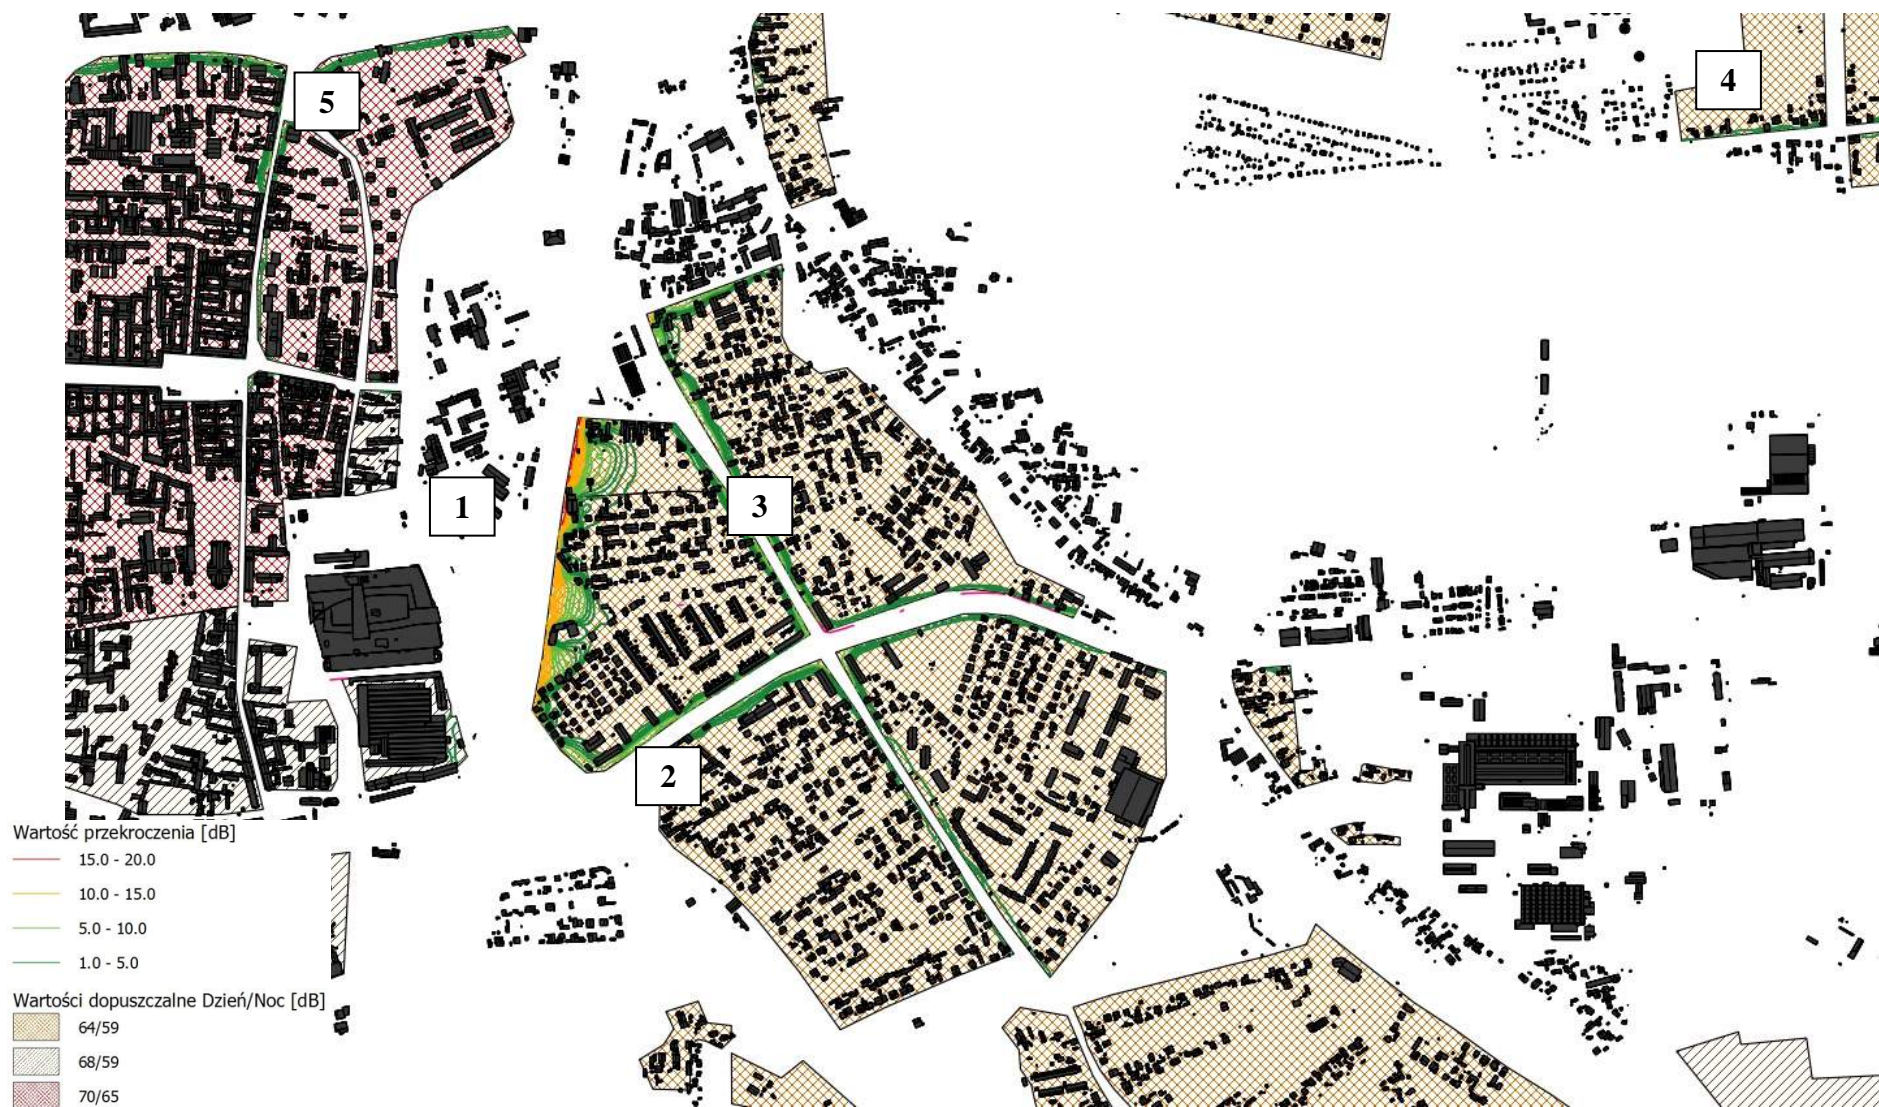 5
4
1
3
2
Wartość przekroczenia [dB]
15.0 - 20.0
10.0 - 15.0
5.0 - 10.0
1.0 - 5.0
Wartości dopuszczalne Dzień/Noc [dB]
64/59
68/59
70/65